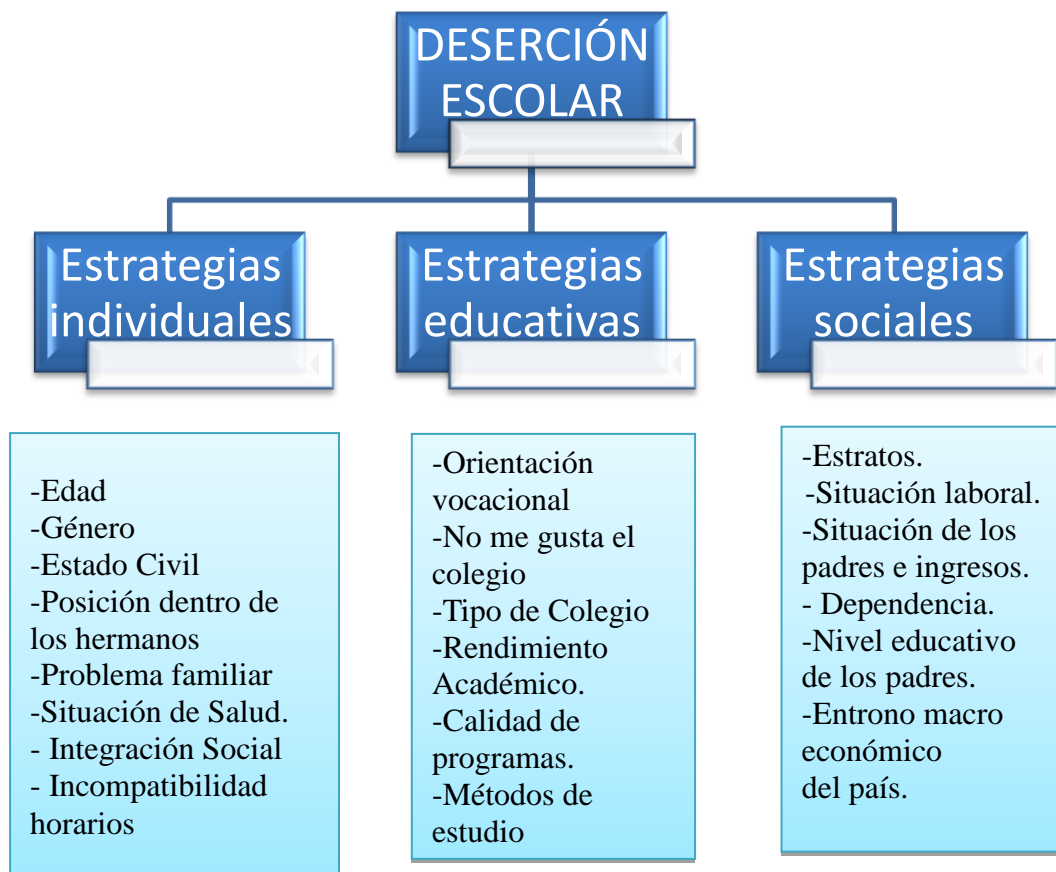 DESERCIÓN
ESCOLAR
Estrategias
individuales
Estrategias
educativas
Estrategias
sociales
-Edad
-Género
-Estado Civil
-Posición dentro de
los hermanos
-Problema familiar
-Situación de Salud.
- Integración Social
- Incompatibilidad
horarios
-Orientación
vocacional
-No me gusta el
colegio
-Tipo de Colegio
-Rendimiento
Académico.
-Calidad de
programas.
-Métodos de
estudio
-Estratos.
-Situación laboral.
-Situación de los
padres e ingresos.
- Dependencia.
-Nivel educativo
de los padres.
-Entrono macro
económico
del país.